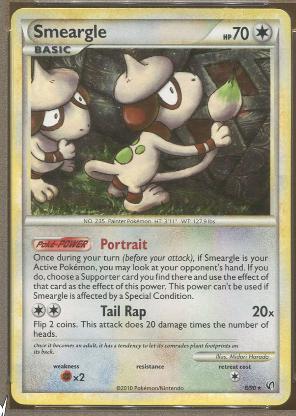 Smeargle
HP 70
BASIC
NO. 235 Painter Pokémon HT: 3'11" WT: 127.9 lbs
Poké-POWER Portrait
Once during your turn (before your attack), if Smeargle is your
Active Pokémon, you may look at your opponent's hand. If you
do, choose a Supporter card you find there and use the effect
of that card as the effect of this power. This power can't be used if
Smeargle is affected by a Special Condition.
Tail Rap 20x
Flip 2 coins. This attack does 20 damage times the number of
heads.
Illus. Midori Harada
Once it becomes an adult, it has a tendency to let its comrades plant footprints on
its back.
weakness resistance retreat cost
x2
©2010 Pokémon/Nintendo 8/90